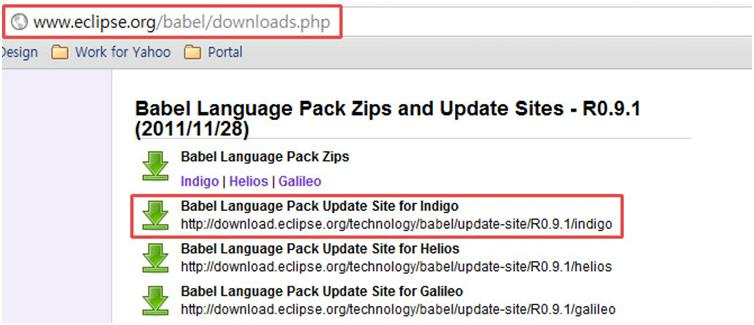 www.eclipse.org/babel/downloads.php
Design Work for Yahoo Portal
Babel Language Pack Zips and Update Sites - R0.9.1
(2011/11/28)
Babel Language Pack Zips
Indigo | Helios | Galileo
Babel Language Pack Update Site for Indigo
http://download.eclipse.org/technology/babel/update-site/R0.9.1/indigo
Babel Language Pack Update Site for Helios
http://download.eclipse.org/technology/babel/update-site/R0.9.1/helios
Babel Language Pack Update Site for Galileo
http://download.eclipse.org/technology/babel/update-site/R0.9.1/galileo